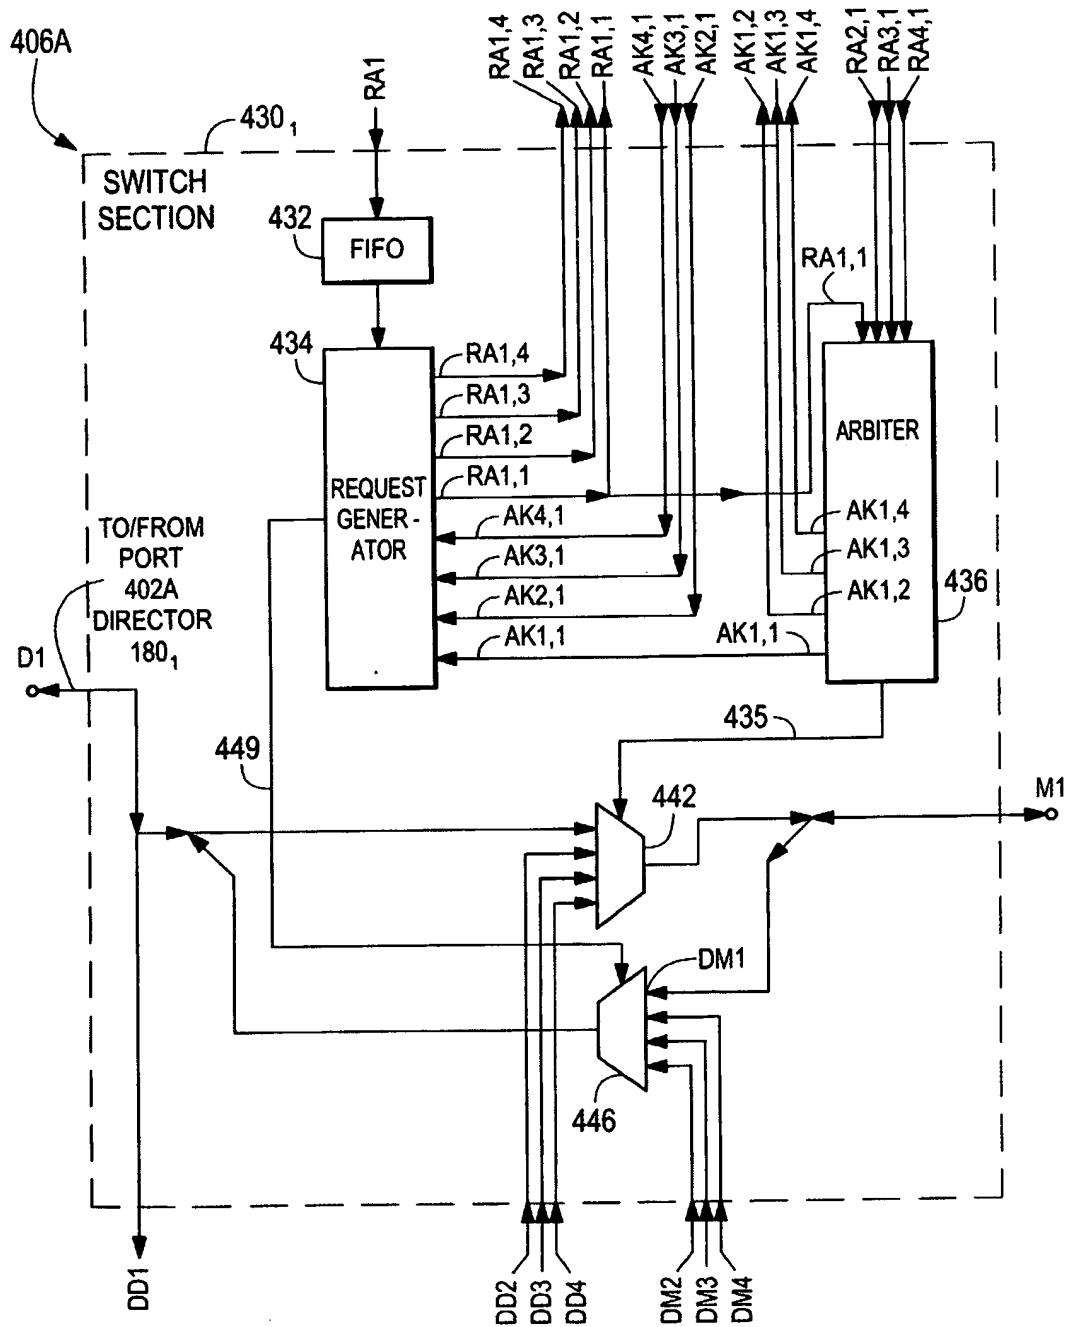 406A
430₁
RA1
RA1,4
RA1,3
RA1,2
RA1,1
AK4,1
AK3,1
AK2,1
AK1,2
AK1,3
AK1,4
RA2,1
RA3,1
RA4,1
SWITCH
SECTION
432
FIFO
RA1,1
434
REQUEST
GENER -
ATOR
RA1,4
RA1,3
RA1,2
RA1,1
AK4,1
AK3,1
AK2,1
AK1,1
ARBITER
AK1,4
AK1,3
AK1,2
AK1,1
436
TO/FROM
PORT
402A
DIRECTOR
180₁
D1
435
449
442
M1
DM1
446
DD1
DD2
DD3
DD4
DM2
DM3
DM4